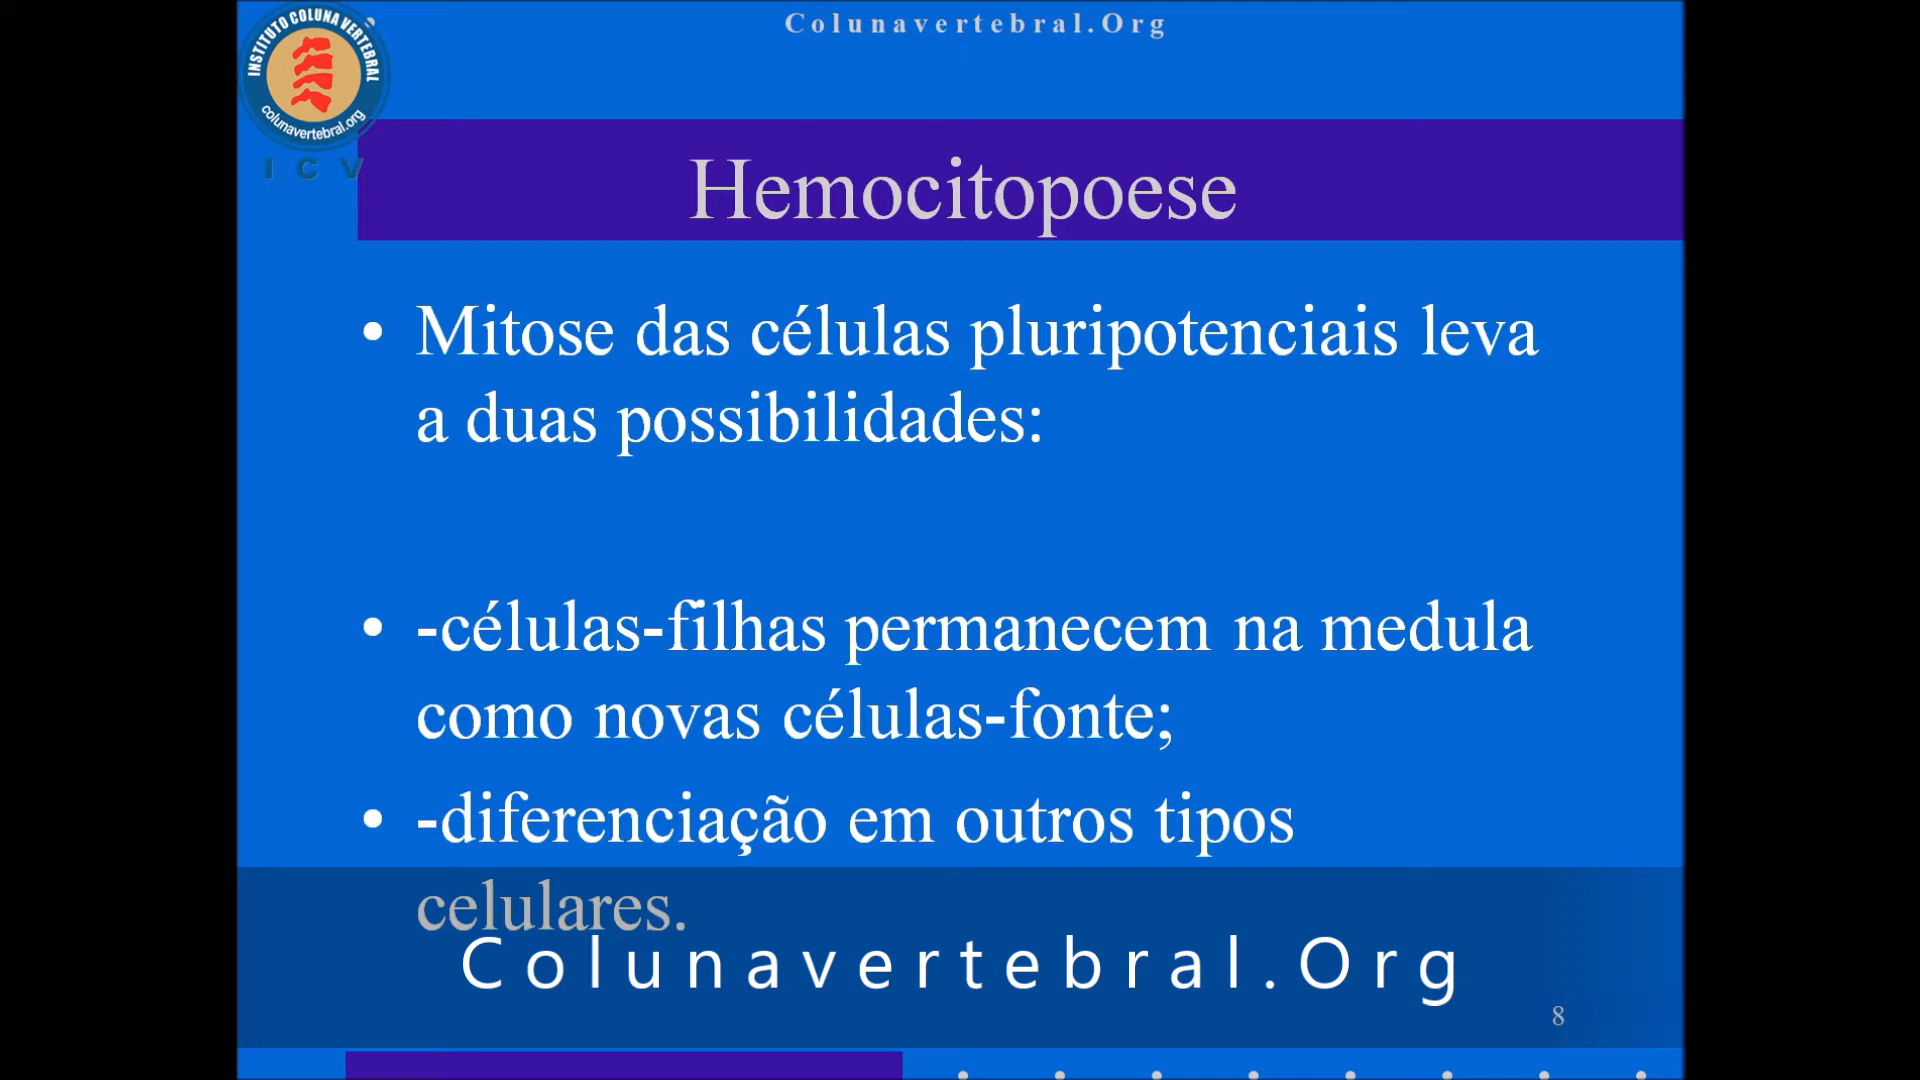 Colunavertebral.Org
INSTITUTO COLUNA VERTEBRAL
colunavertebral.org
I C V
Hemocitopoese
• Mitose das células pluripotenciais leva
a duas possibilidades:
• -células-filhas permanecem na medula
como novas células-fonte;
• -diferenciação em outros tipos
celulares.
Colunavertebral.Org
8